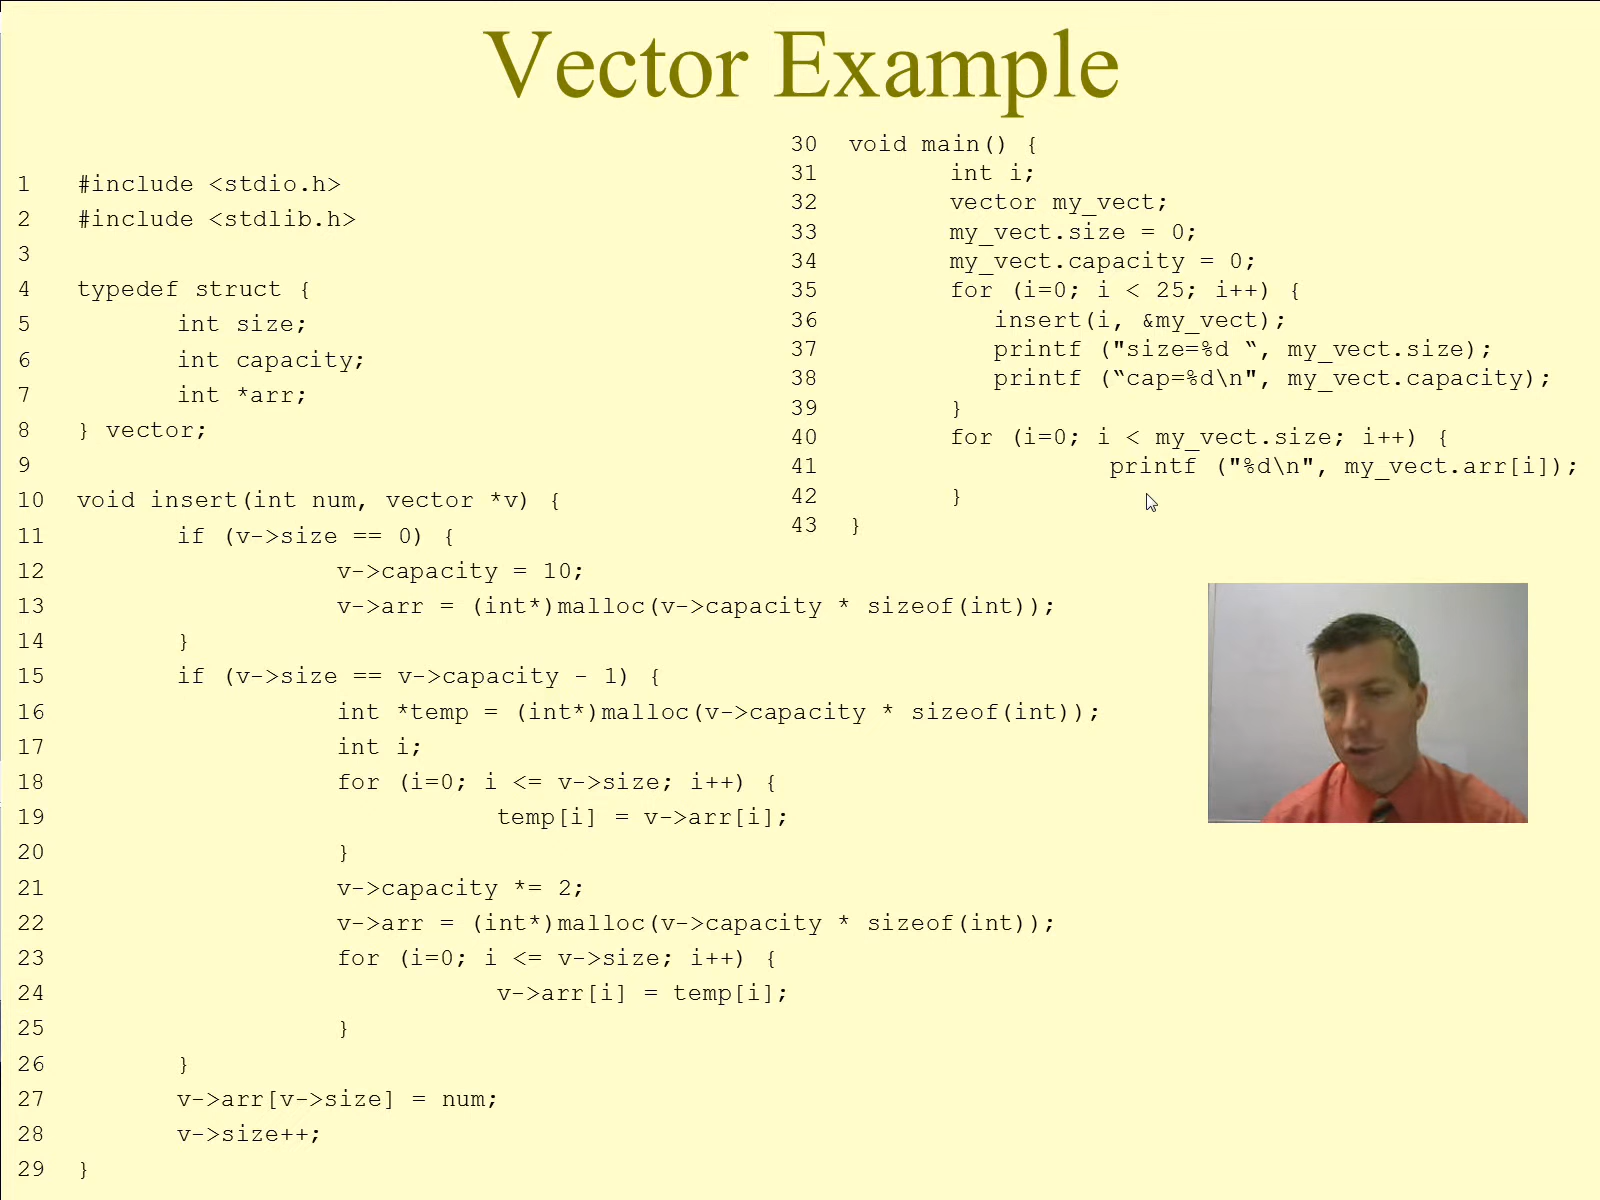 Vector Example
1 #include <stdio.h>
2 #include <stdlib.h>
3
4 typedef struct {
5 int size;
6 int capacity;
7 int *arr;
8 } vector;
9
10 void insert(int num, vector *v) {
11 if (v->size == 0) {
12 v->capacity = 10;
13 v->arr = (int*)malloc(v->capacity * sizeof(int));
14 }
15 if (v->size == v->capacity - 1) {
16 int *temp = (int*)malloc(v->capacity * sizeof(int));
17 int i;
18 for (i=0; i <= v->size; i++) {
19 temp[i] = v->arr[i];
20 }
21 v->capacity *= 2;
22 v->arr = (int*)malloc(v->capacity * sizeof(int));
23 for (i=0; i <= v->size; i++) {
24 v->arr[i] = temp[i];
25 }
26 }
27 v->arr[v->size] = num;
28 v->size++;
29 }
30 void main() {
31 int i;
32 vector my_vect;
33 my_vect.size = 0;
34 my_vect.capacity = 0;
35 for (i=0; i < 25; i++) {
36 insert(i, &my_vect);
37 printf ("size=%d “, my_vect.size);
38 printf (“cap=%d\n", my_vect.capacity);
39 }
40 for (i=0; i < my_vect.size; i++) {
41 printf ("%d\n", my_vect.arr[i]);
42 }
43 }